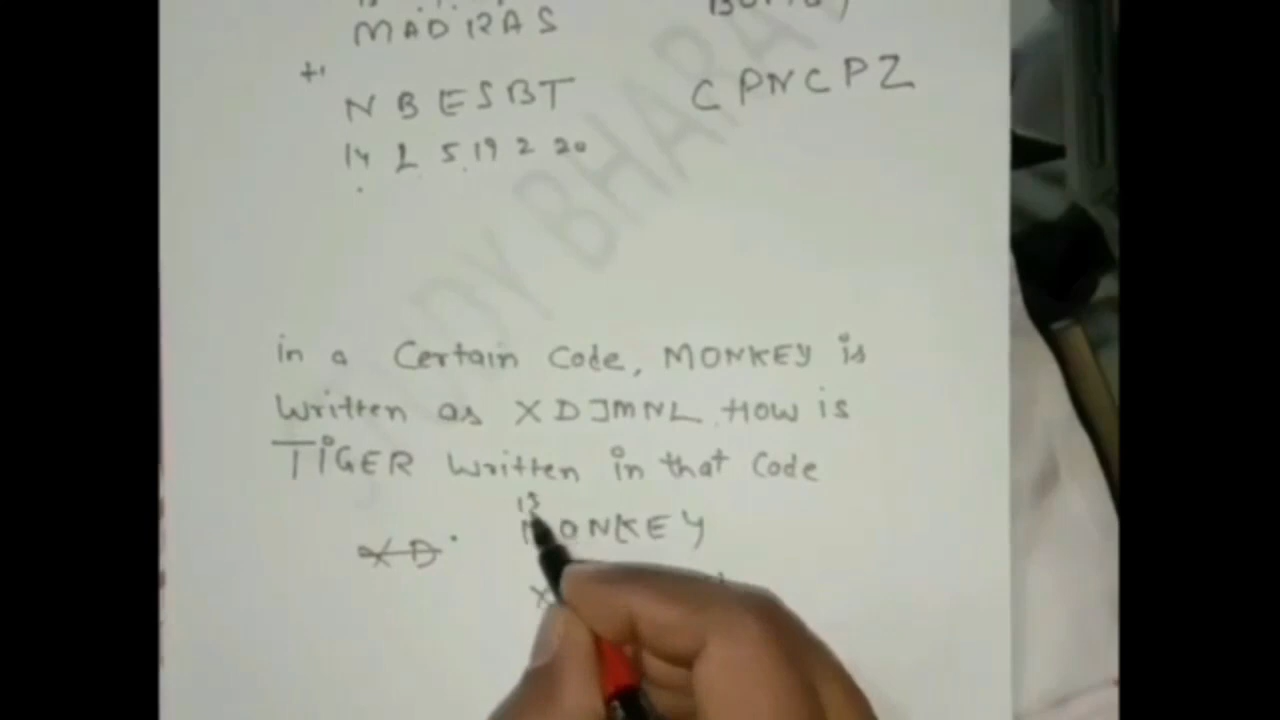 MADRAS
+1
NBESBT CPNCPZ
14 2 5 19 2 20
in a Certain Code, MONKEY is
Written as XDJMNL. How is
TiGER Written in that Code
13
XD MONKEY
X